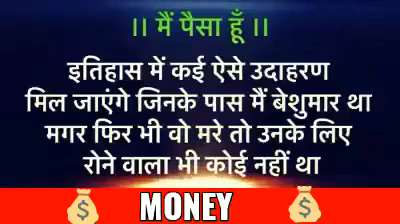 ।। मैं पैसा हूँ ।।
इतिहास में कई ऐसे उदाहरण
मिल जाएंगे जिनके पास मैं बेशुमार था
मगर फिर भी वो मरे तो उनके लिए
रोने वाला भी कोई नहीं था
MONEY